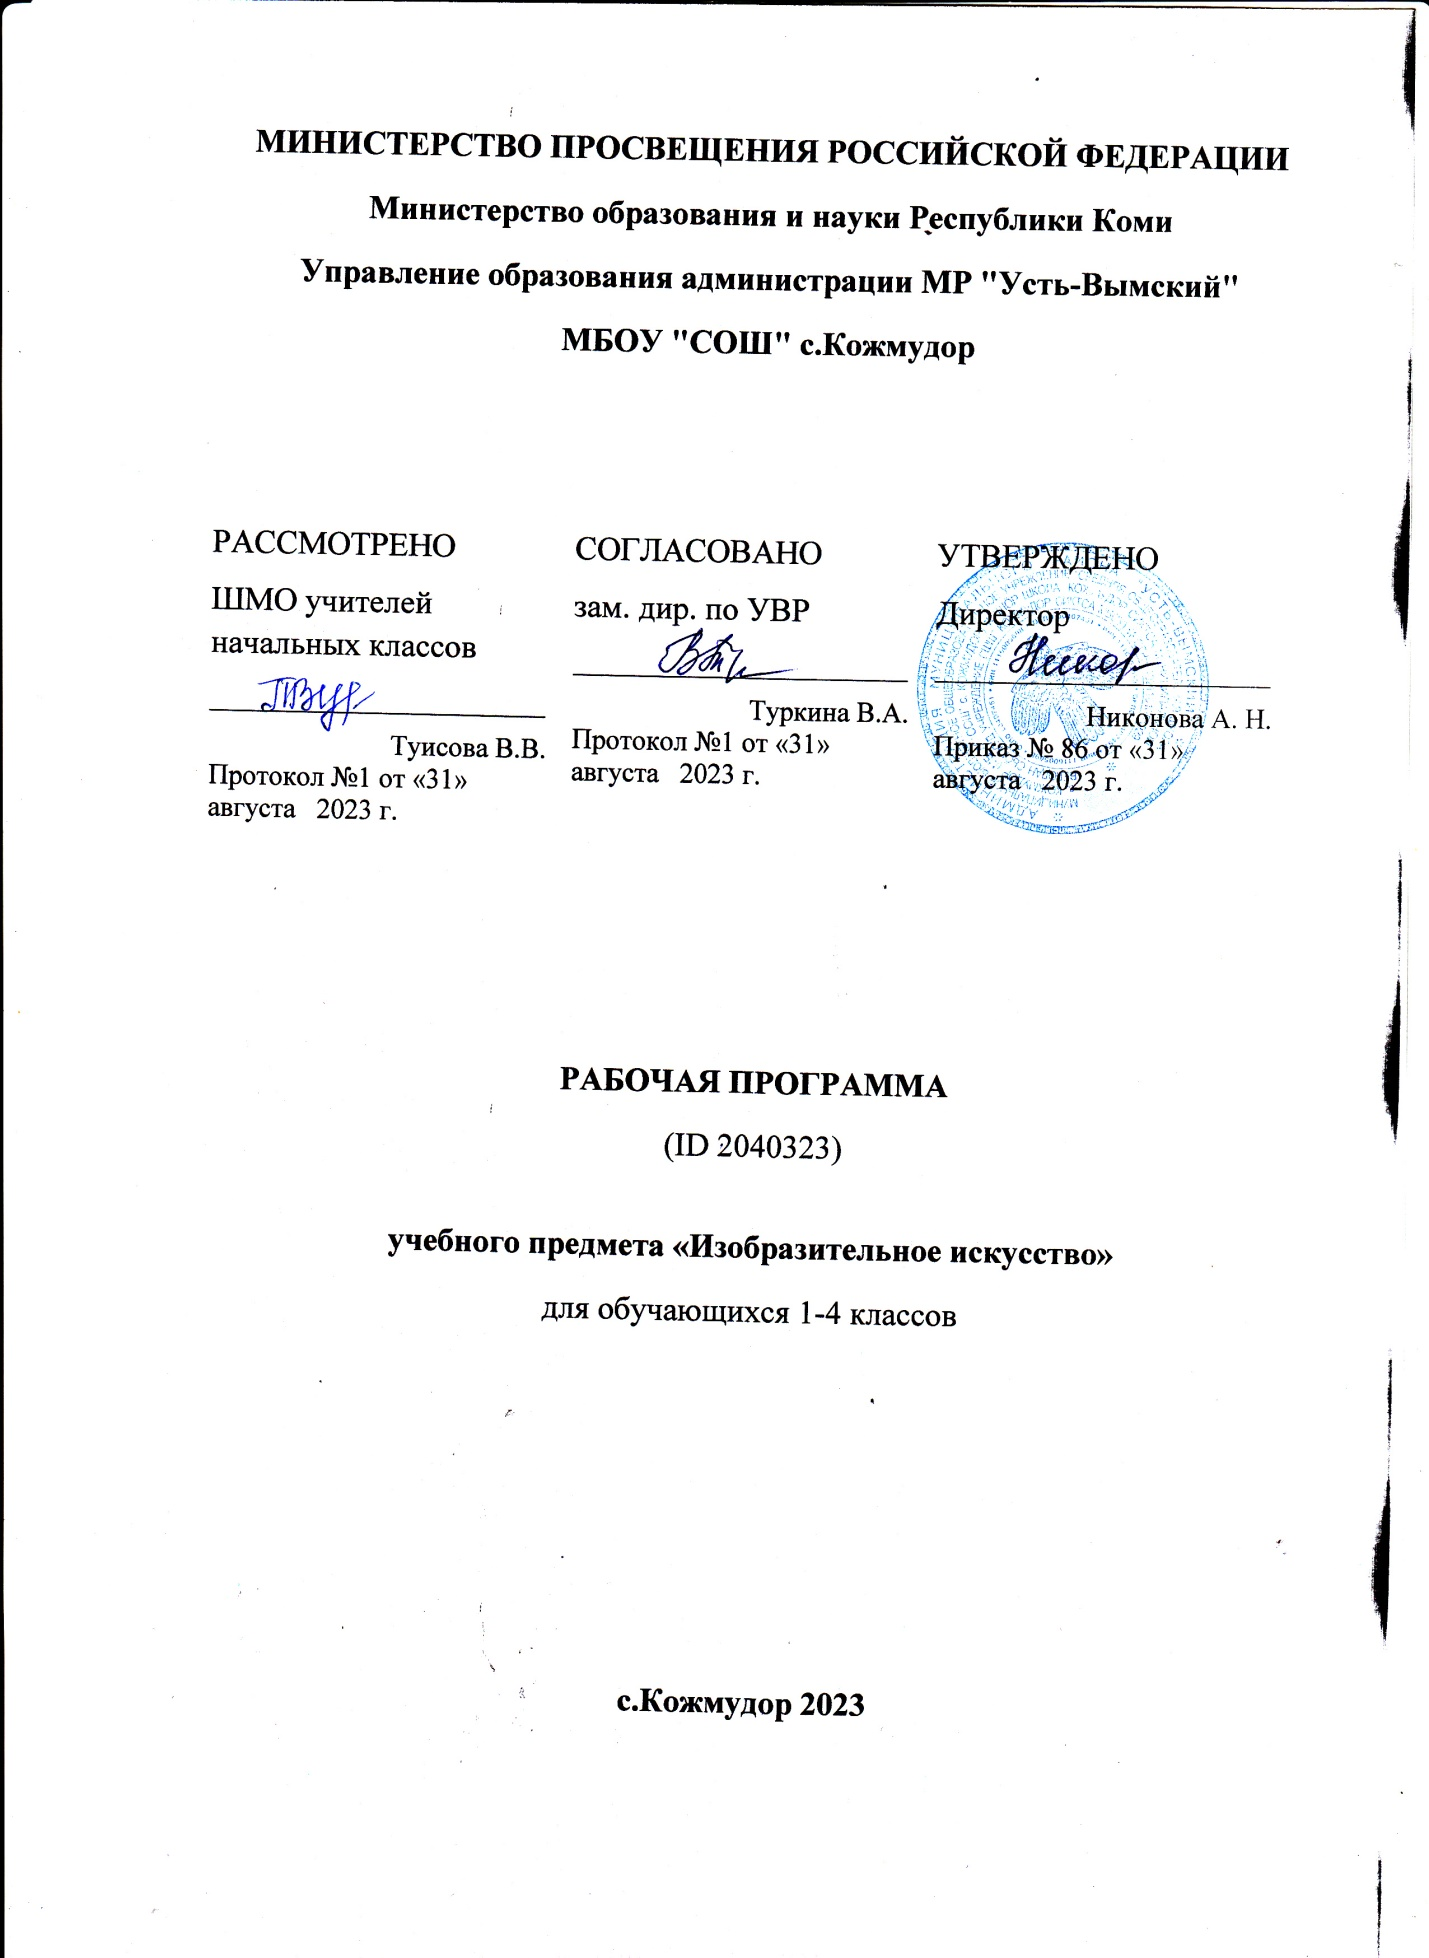 МИНИСТЕРСТВО ПРОСВЕЩЕНИЯ РОССИЙСКОЙ ФЕДЕРАЦИИ
Министерство образования и науки Республики Коми
Управление образования администрации МР "Усть-Вымский"
МБОУ "СОШ" с.Кожмудор
РАССМОТРЕНО
ШМО учителей
начальных классов
Туисова В.В.
Протокол №1 от «31»
августа 2023 г.
СОГЛАСОВАНО
зам. дир. по УВР
Туркина В.А.
Протокол №1 от «31»
августа 2023 г.
УТВЕРЖДЕНО
Директор
Никонова А. Н.
Приказ № 86 от «31»
августа 2023 г.
РАБОЧАЯ ПРОГРАММА
(ID 2040323)
учебного предмета «Изобразительное искусство»
для обучающихся 1-4 классов
с.Кожмудор 2023